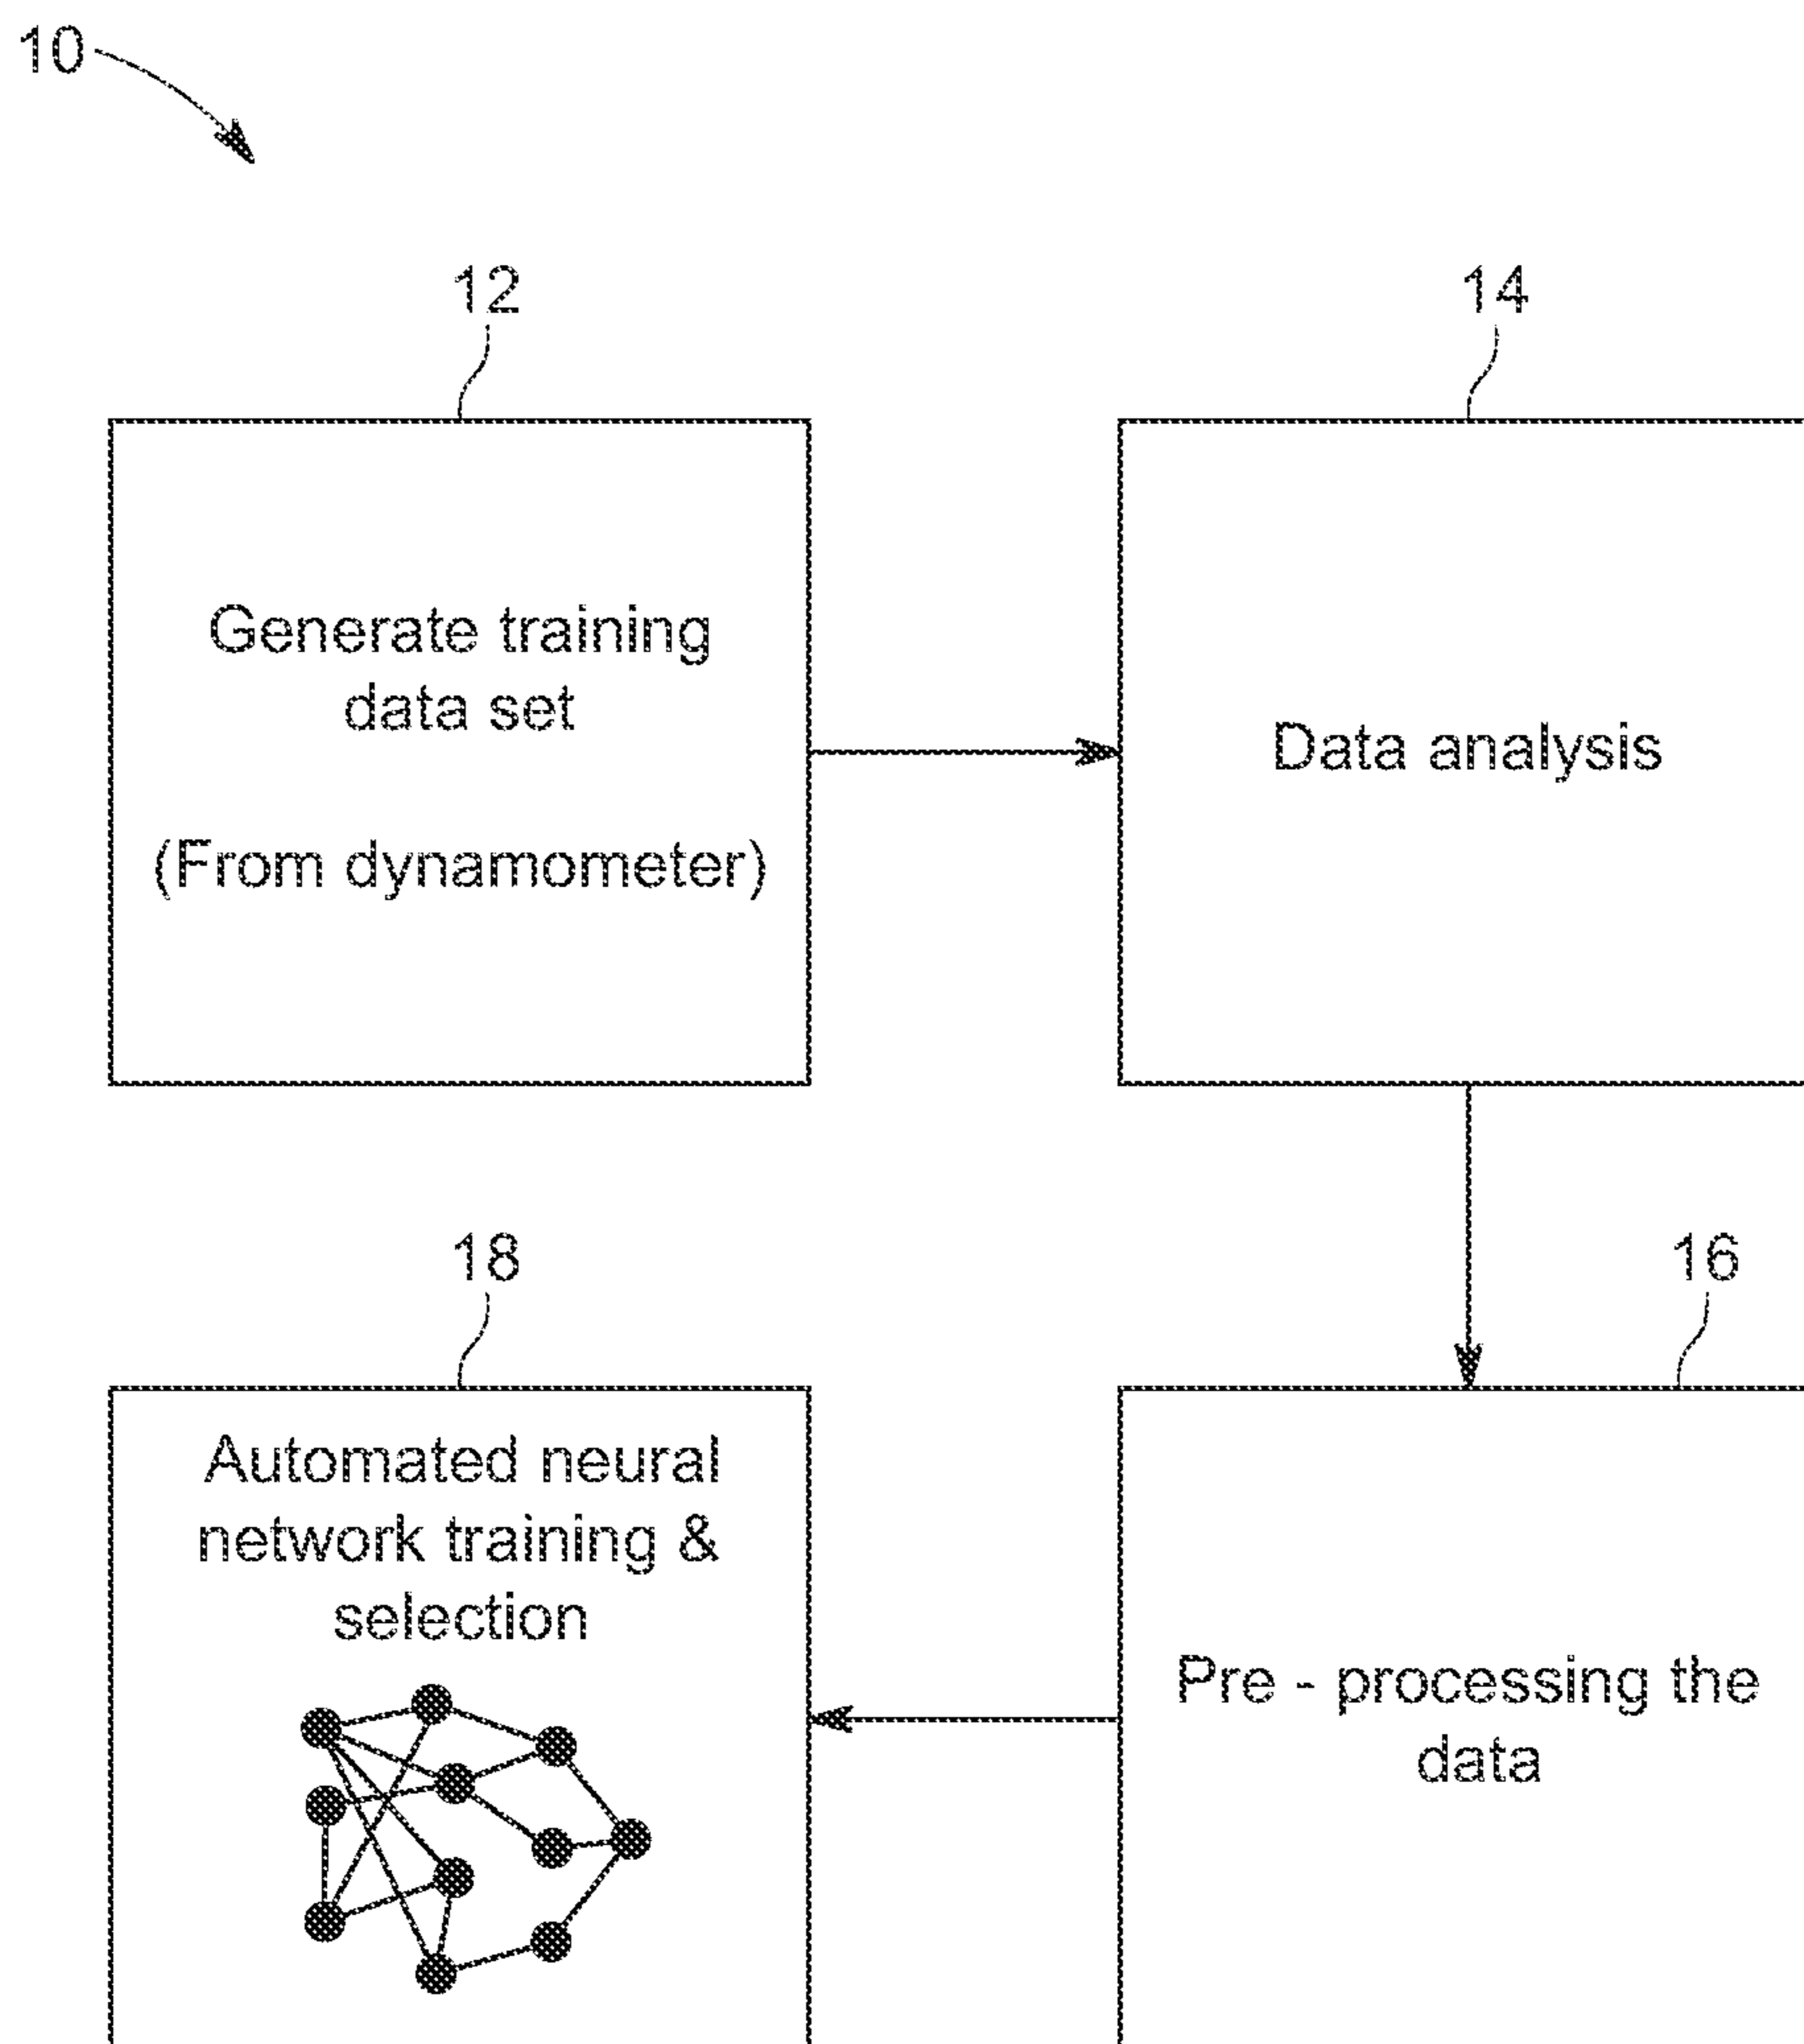 10
12
Generate training
data set
(From dynamometer)
14
Data analysis
16
Pre - processing the
data
18
Automated neural
network training &
selection